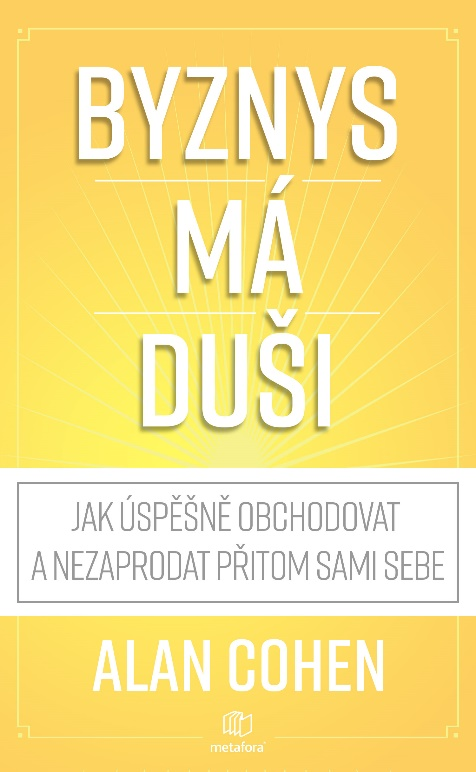 BYZNYS
MÁ
DUŠI
JAK ÚSPĚŠNĚ OBCHODOVAT
A NEZAPRODAT PŘITOM SAMI SEBE
ALAN COHEN
metafora